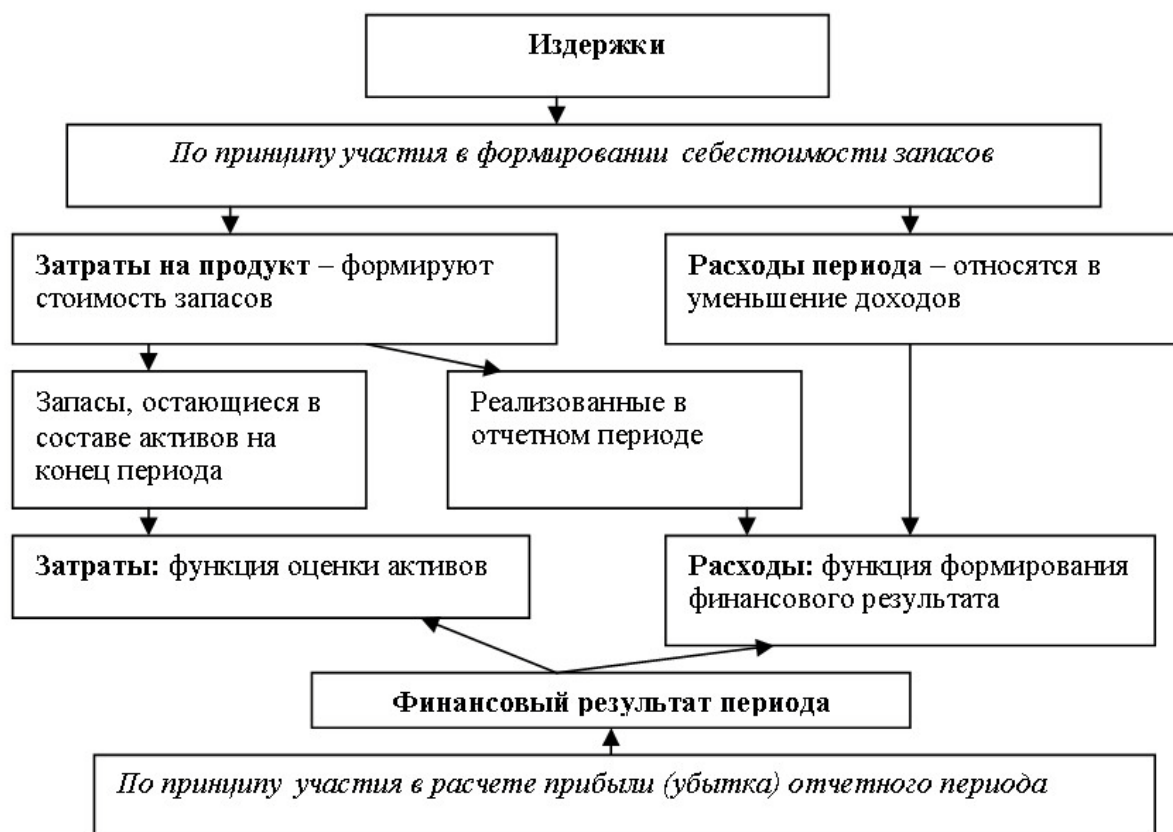 Издержки
По принципу участия в формировании себестоимости запасов
Затраты на продукт – формируют
стоимость запасов
Расходы периода – относятся в
уменьшение доходов
Запасы, остающиеся в
составе активов на
конец периода
Реализованные в
отчетном периоде
Затраты: функция оценки активов
Расходы: функция формирования
финансового результата
Финансовый результат периода
По принципу участия в расчете прибыли (убытка) отчетного периода